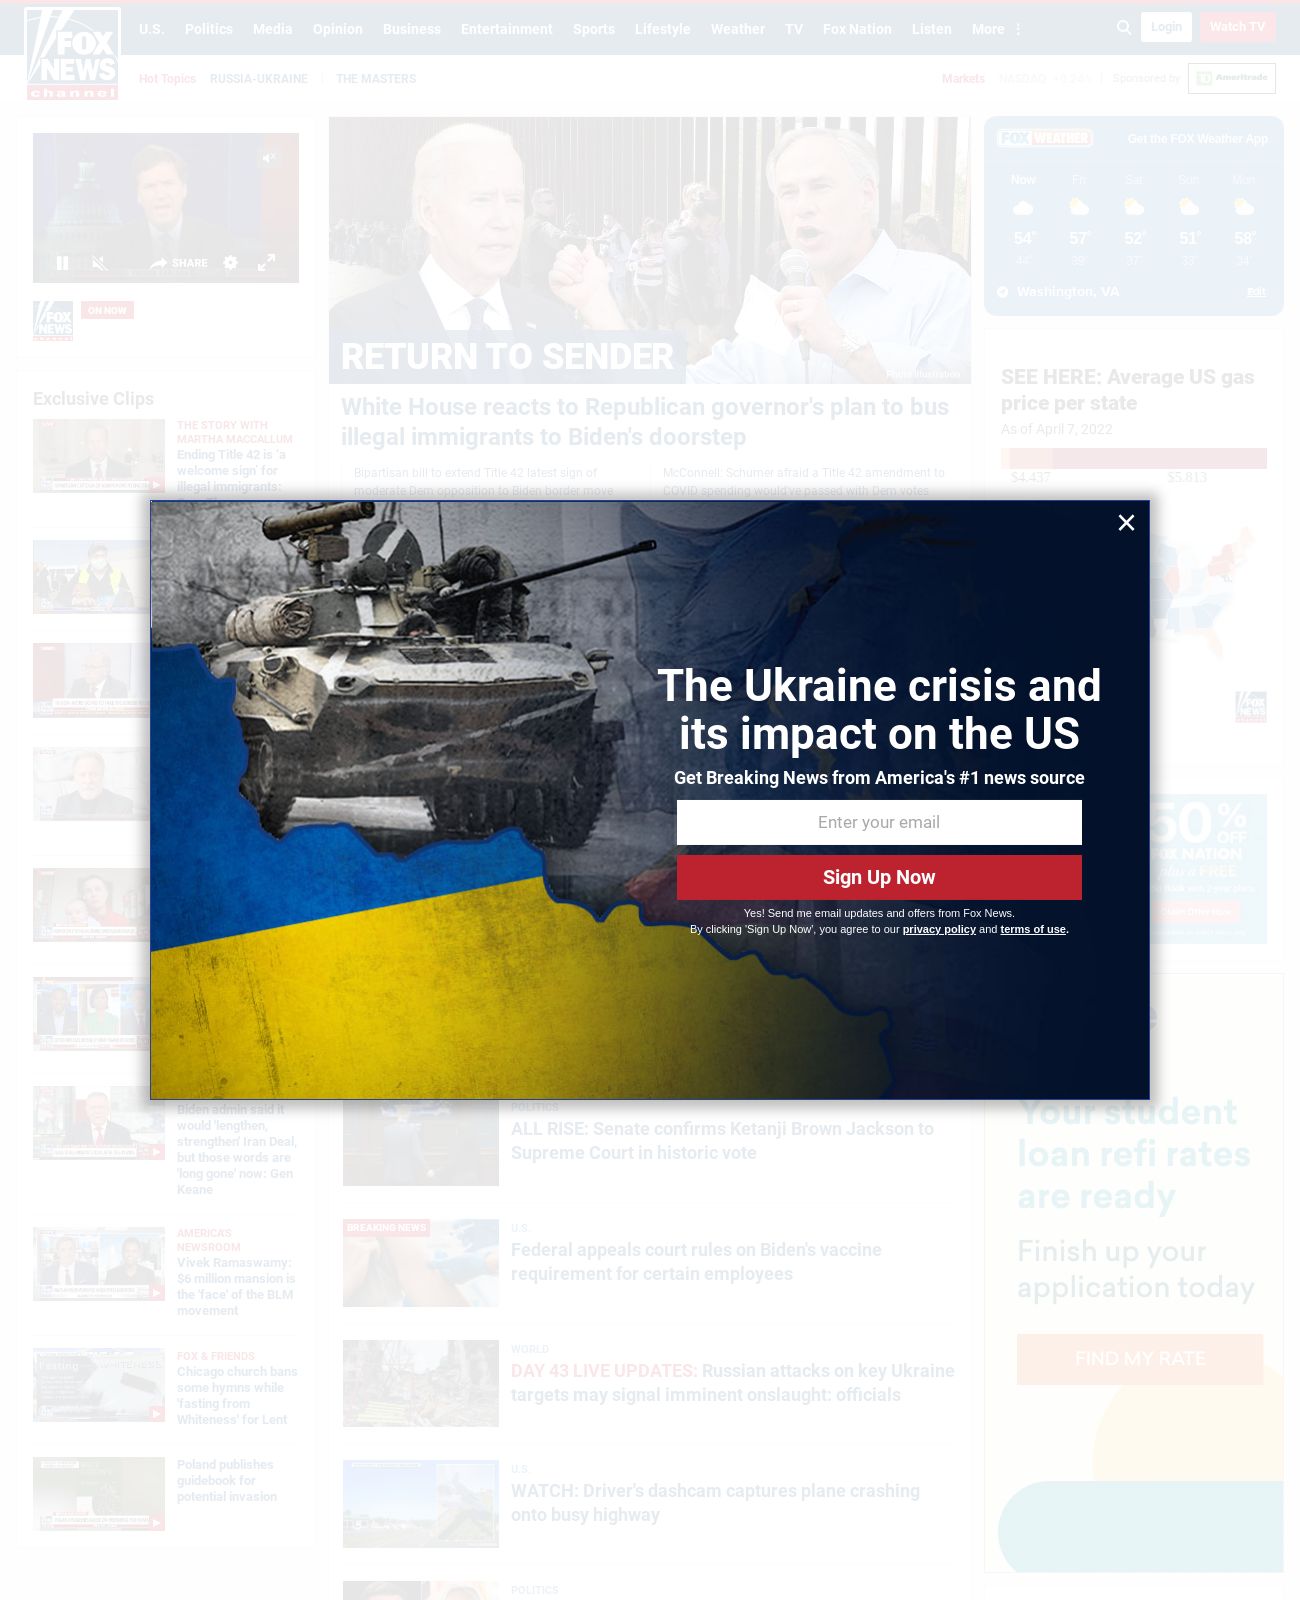 U.S. Politics Media Opinion Business Entertainment Sports Lifestyle Weather TV Fox Nation Listen More
Login
Watch TV
FOX
NEWS
channel
Hot Topics RUSSIA-UKRAINE THE MASTERS
Markets NASDAQ
Sponsored by
Ameritrade
SHARE
FOX
NEWS
ON NOW
Exclusive Clips
THE STORY WITH
MARTHA MACCALLUM
Ending Title 42 is 'a
welcome sign' for
illegal immigrants:
RETURN TO SENDER
Photo Illustration
White House reacts to Republican governor's plan to bus
illegal immigrants to Biden's doorstep
Bipartisan bill to extend Title 42 latest sign of
moderate Dem opposition to Biden border move
McConnell: Schumer afraid a Title 42 amendment to
COVID spending would've passed with Dem votes
FOX WEATHER
Get the FOX Weather App
Now Fri Sat Sun Mon
54° 57° 52° 51° 58°
44° 39° 37° 33° 34°
Washington, VA
Edit
SEE HERE: Average US gas
price per state
As of April 7, 2022
$4.437 $5.813
The Ukraine crisis and
its impact on the US
Get Breaking News from America's #1 news source
Enter your email
Sign Up Now
Yes! Send me email updates and offers from Fox News.
By clicking 'Sign Up Now', you agree to our privacy policy and terms of use.
50% OFF
FOX NATION
plus a FREE
Biden admin said it
would 'lengthen,
strengthen' Iran Deal,
but those words are
'long gone' now: Gen
Keane
AMERICA'S
NEWSROOM
Vivek Ramaswamy:
$6 million mansion is
the 'face' of the BLM
movement
Fasting WHITENESS
FOX & FRIENDS
Chicago church bans
some hymns while
'fasting from
Whiteness' for Lent
Poland publishes
guidebook for
potential invasion
POLITICS
ALL RISE: Senate confirms Ketanji Brown Jackson to
Supreme Court in historic vote
BREAKING NEWS
U.S.
Federal appeals court rules on Biden's vaccine
requirement for certain employees
WORLD
DAY 43 LIVE UPDATES: Russian attacks on key Ukraine
targets may signal imminent onslaught: officials
U.S.
WATCH: Driver's dashcam captures plane crashing
onto busy highway
POLITICS
Your student
loan refi rates
are ready
Finish up your
application today
FIND MY RATE